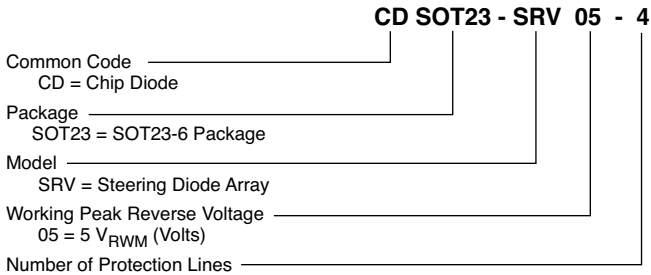 CD SOT23 - SRV 05 - 4
Common Code
CD = Chip Diode
Package
SOT23 = SOT23-6 Package
Model
SRV = Steering Diode Array
Working Peak Reverse Voltage
05 = 5 VRWM (Volts)
Number of Protection Lines